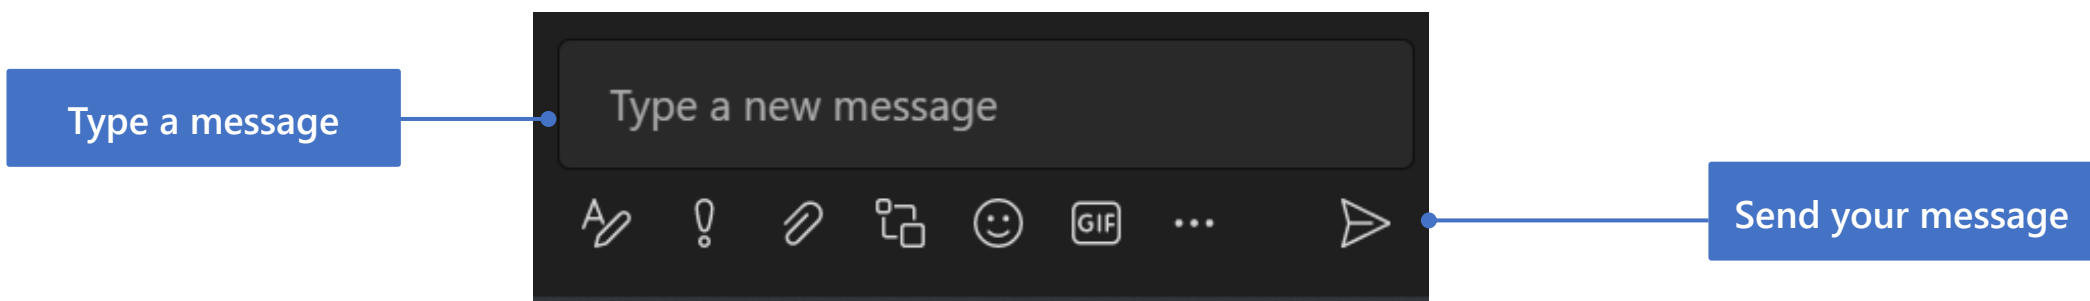 Type a message
Type a new message
GIF
Send your message